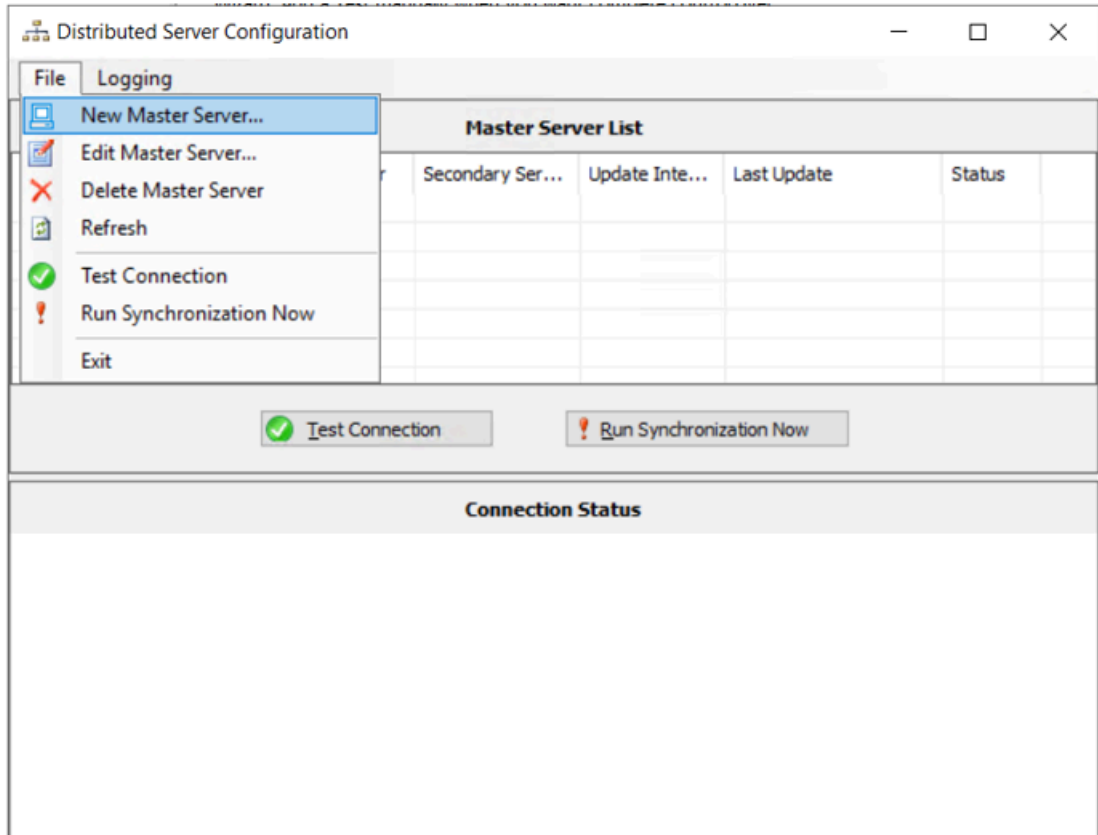 Distributed Server Configuration
File Logging
New Master Server...
Edit Master Server...
Delete Master Server
Refresh
Test Connection
Run Synchronization Now
Exit
Master Server List
r Secondary Ser... Update Inte... Last Update Status
Test Connection Run Synchronization Now
Connection Status